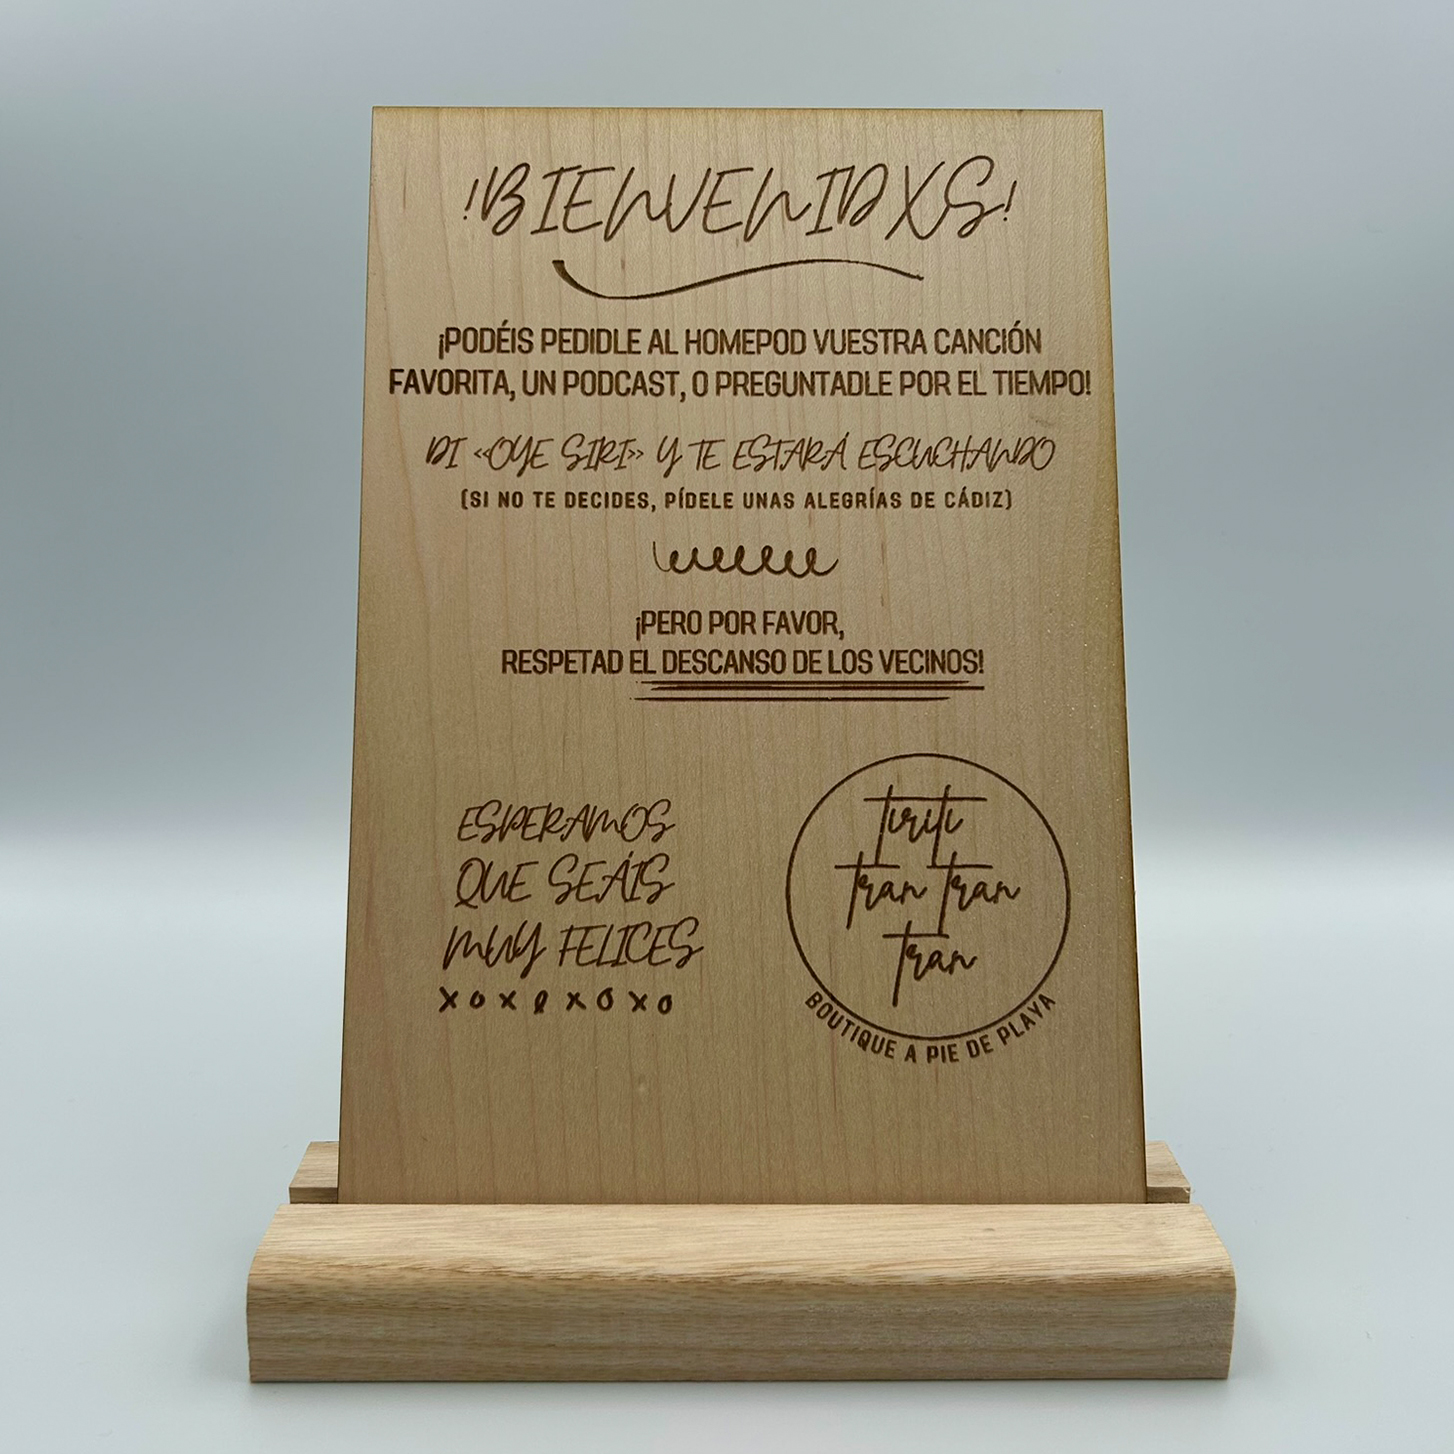 !BIENVENIDXS!
¡PODÉIS PEDIDLE AL HOMEPOD VUESTRA CANCIÓN
FAVORITA, UN PODCAST, O PREGUNTADLE POR EL TIEMPO!
DI «OYE SIRI» Y TE ESTARÁ ESCUCHANDO
(SI NO TE DECIDES, PÍDELE UNAS ALEGRÍAS DE CÁDIZ)
¡PERO POR FAVOR,
RESPETAD EL DESCANSO DE LOS VECINOS!
ESPERAMOS
QUE SEÁIS
MUY FELICES
XOXOXOXO
tiriti
tran tran
tran
BOUTIQUE A PIE DE PLAYA